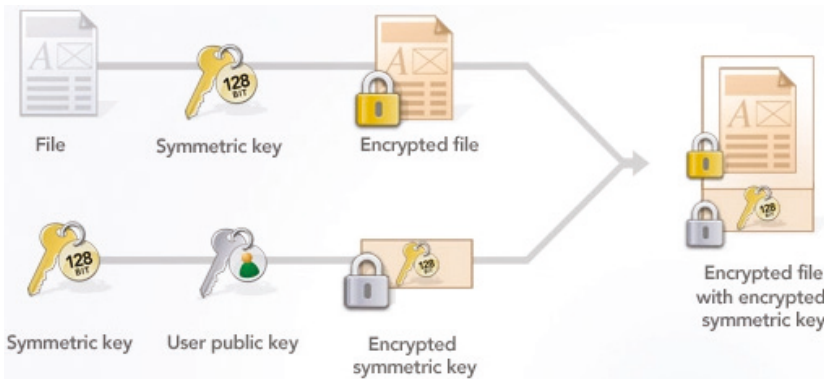 A
128
BIT
A
File
Symmetric key
Encrypted file
A
128
BIT
128
BIT
128
BIT
Symmetric key
User public key
Encrypted
symmetric key
Encrypted file
with encrypted
symmetric key